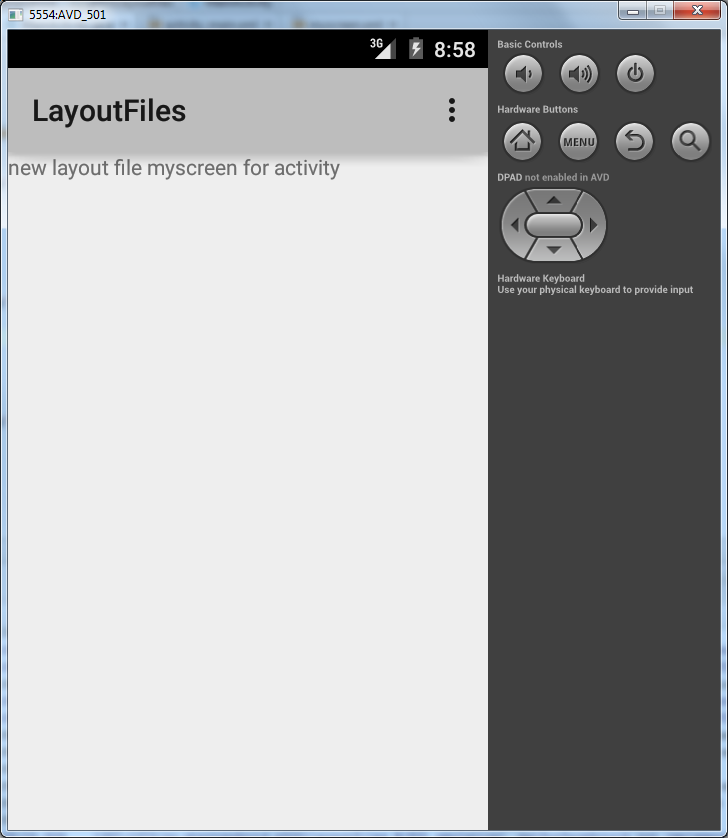 5554:AVD_501
3G 8:58
LayoutFiles
new layout file myscreen for activity
Basic Controls
Hardware Buttons
MENU
DPAD not enabled in AVD
Hardware Keyboard
Use your physical keyboard to provide input